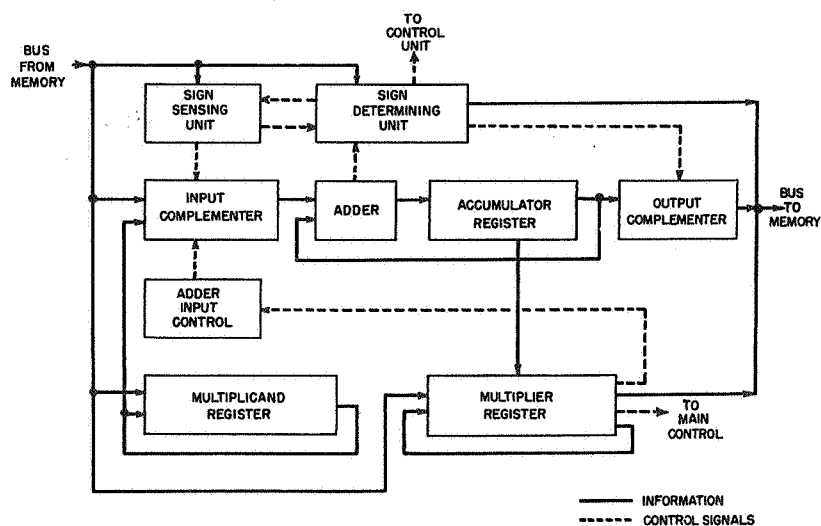 TO
CONTROL
UNIT
BUS
FROM
MEMORY
SIGN
SENSING
UNIT
SIGN
DETERMINING
UNIT
INPUT
COMPLEMENTER
ADDER
ACCUMULATOR
REGISTER
OUTPUT
COMPLEMENTER
BUS
TO
MEMORY
ADDER
INPUT
CONTROL
MULTIPLICAND
REGISTER
MULTIPLIER
REGISTER
TO
MAIN
CONTROL
INFORMATION
CONTROL SIGNALS